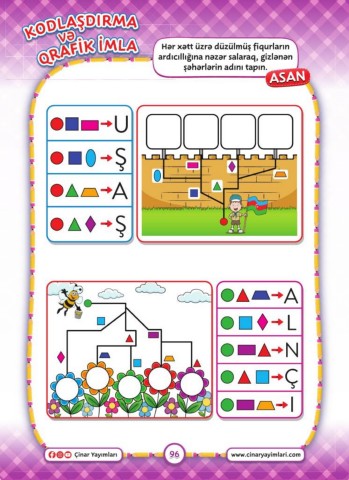 KODLAŞDIRMA
VƏ
QRAFİK İMLA
Hər xətt üzrə düzülmüş fiqurların
ardıcıllığına nəzər salaraq, gizlənən
şəhərlərin adını tapın.
ASAN
U
Ş
A
Ş
A
L
N
Ç
I
Çinar Yayımları
96
www.cinaryayimlari.com